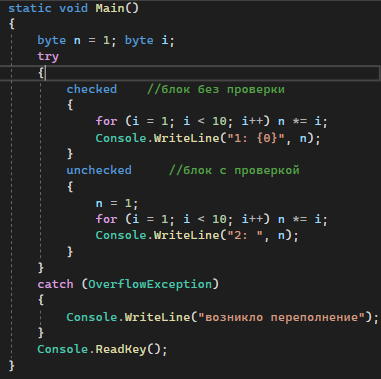 static void Main()
{
    byte n = 1; byte i;
    try
    {
        checked    //блок без проверки
        {
            for (i = 1; i < 10; i++) n *= i;
            Console.WriteLine("1: {0}", n);
        }
        unchecked     //блок с проверкой
        {
            n = 1;
            for (i = 1; i < 10; i++) n *= i;
            Console.WriteLine("2: ", n);
        }
    }
    catch (OverflowException)
    {
        Console.WriteLine("возникло переполнение");
    }
    Console.ReadKey();
}